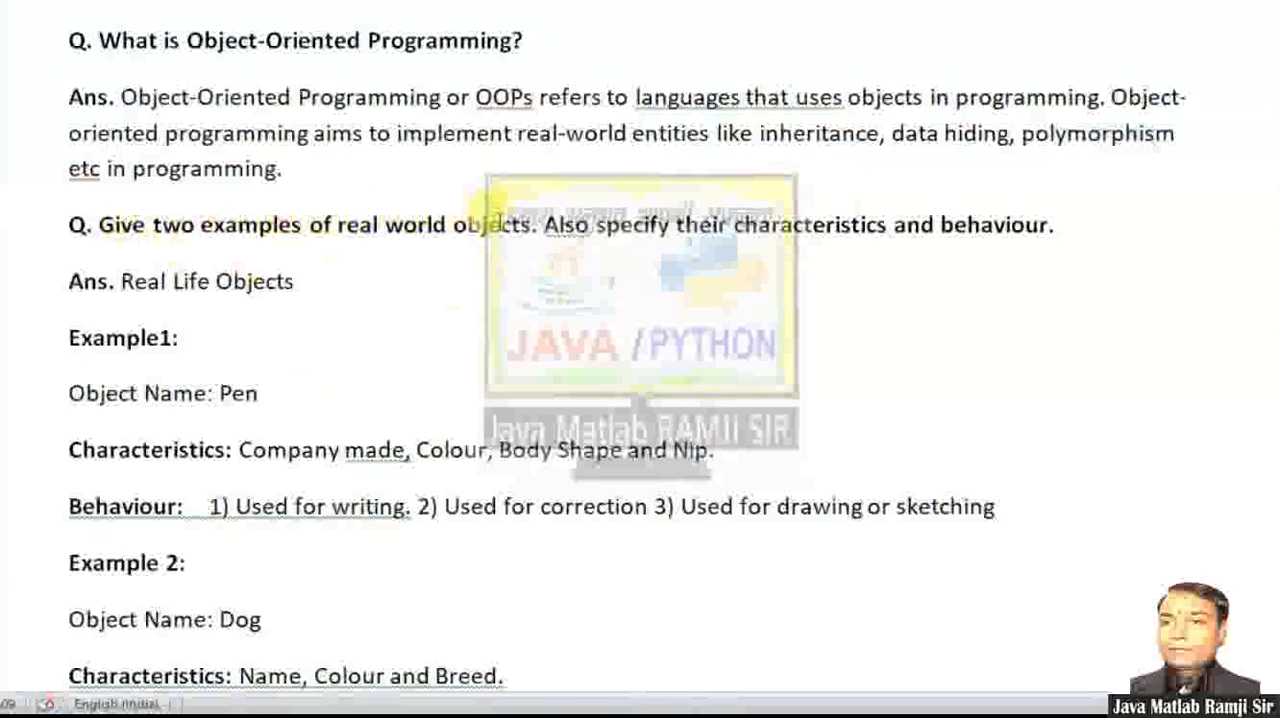 Q. What is Object-Oriented Programming?
Ans. Object-Oriented Programming or OOPs refers to languages that uses objects in programming. Object-
oriented programming aims to implement real-world entities like inheritance, data hiding, polymorphism
etc in programming.
Q. Give two examples of real world objects. Also specify their characteristics and behaviour.
Ans. Real Life Objects
Example1:
JAVA / PYTHON
Object Name: Pen
Java Matlab RAMJI SIR
Characteristics: Company made, Colour, Body Shape and Nip.
Behaviour: 1) Used for writing. 2) Used for correction 3) Used for drawing or sketching
Example 2:
Object Name: Dog
Characteristics: Name, Colour and Breed.
09 English (India)
Java Matlab Ramji Sir